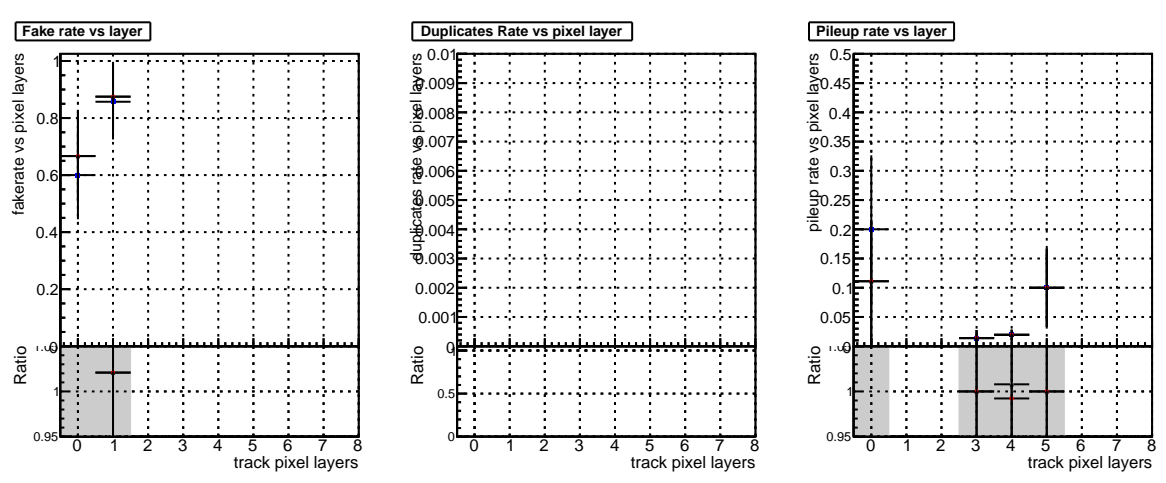 Fake rate vs layer
fakerate vs pixel layers
1
0.8
0.6
0.4
0.2
0
Ratio
1
0.95
0 1 2 3 4 5 6 7 8
track pixel layers
Duplicates Rate vs pixel layer
duplicates rate vs pixel layers
0.01
0.009
0.008
0.007
0.006
0.005
0.004
0.003
0.002
0.001
0
Ratio
1
0.5
0
0 1 2 3 4 5 6 7 8
track pixel layers
Pileup rate vs layer
pileup rate vs pixel layers
0.5
0.45
0.4
0.35
0.3
0.25
0.2
0.15
0.1
0.05
0
Ratio
1
0.95
0 1 2 3 4 5 6 7 8
track pixel layers